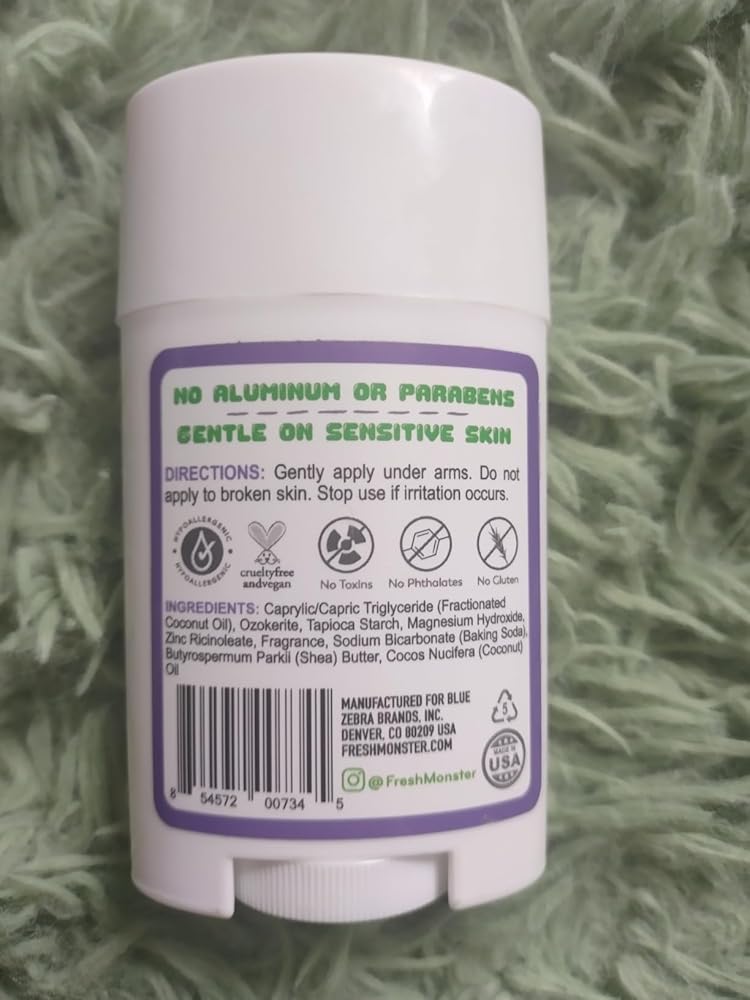 NO ALUMINUM OR PARABENS
GENTLE ON SENSITIVE SKIN
DIRECTIONS: Gently apply under arms. Do not
apply to broken skin. Stop use if irritation occurs.
HYPOALLERGENIC
HYPOALLERGENIC
crueltyfree
andvegan
No Toxins
No Phthalates
No Gluten
INGREDIENTS: Caprylic/Capric Triglyceride (Fractionated
Coconut Oil), Ozokerite, Tapioca Starch, Magnesium Hydroxide,
Zinc Ricinoleate, Fragrance, Sodium Bicarbonate (Baking Soda),
Butyrospermum Parkii (Shea) Butter, Cocos Nucifera (Coconut)
Oil
MANUFACTURED FOR BLUE
ZEBRA BRANDS, INC.
DENVER, CO 80209 USA
FRESHMONSTER.COM
@FreshMonster
5
MADE IN
USA
8 54572 00734 5